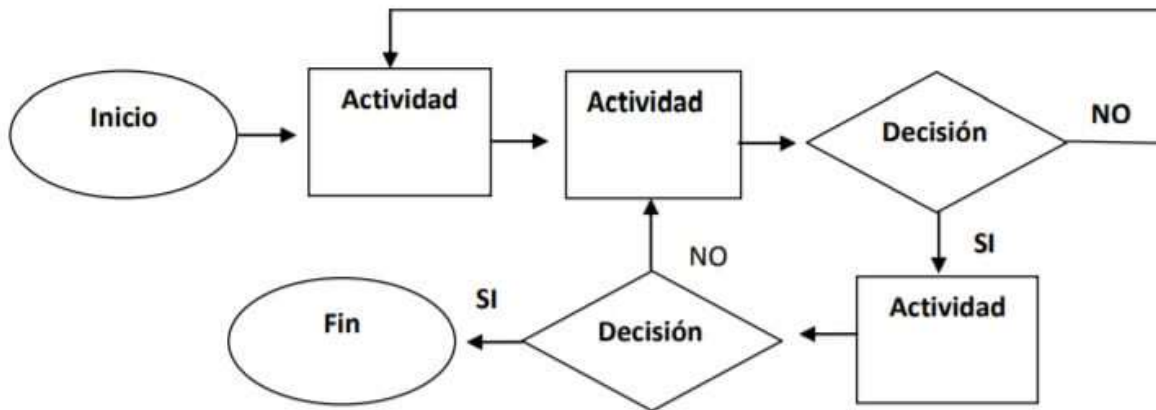 Inicio
Actividad
Actividad
Decisión
NO
SI
Actividad
Decisión
NO
SI
Fin